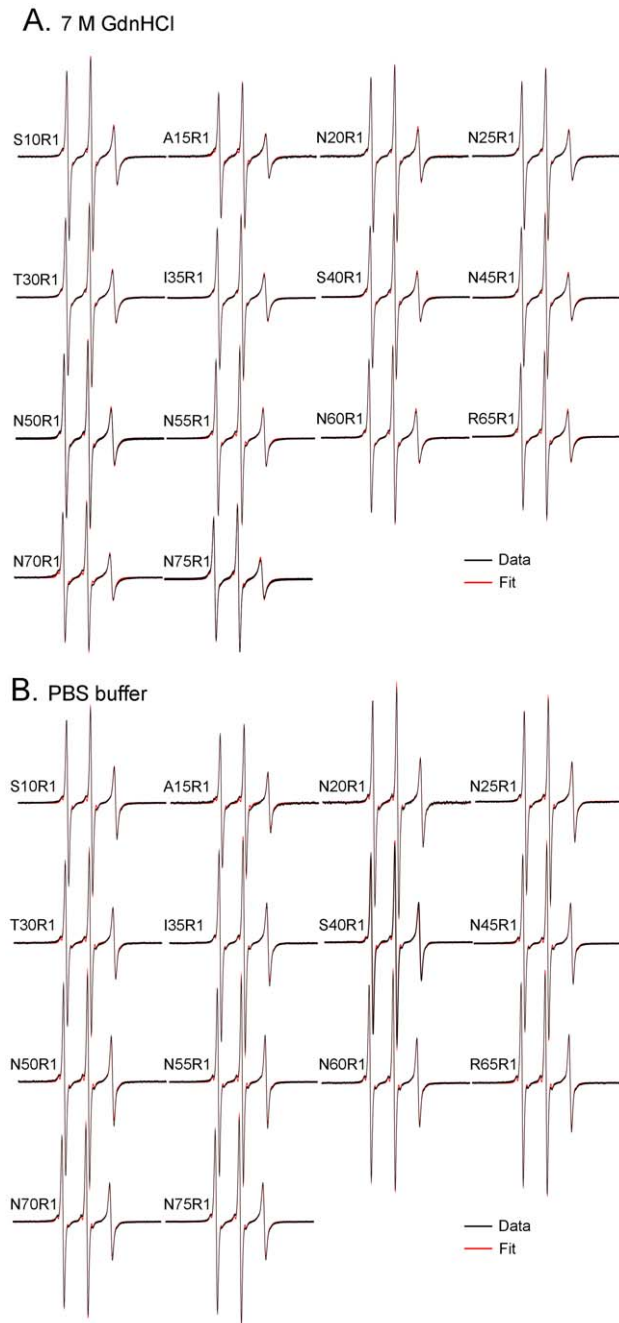 A. 7 M GdnHCl
S10R1 A15R1 N20R1 N25R1
T30R1 I35R1 S40R1 N45R1
N50R1 N55R1 N60R1 R65R1
N70R1 N75R1
Data
Fit
B. PBS buffer
S10R1 A15R1 N20R1 N25R1
T30R1 I35R1 S40R1 N45R1
N50R1 N55R1 N60R1 R65R1
N70R1 N75R1
Data
Fit